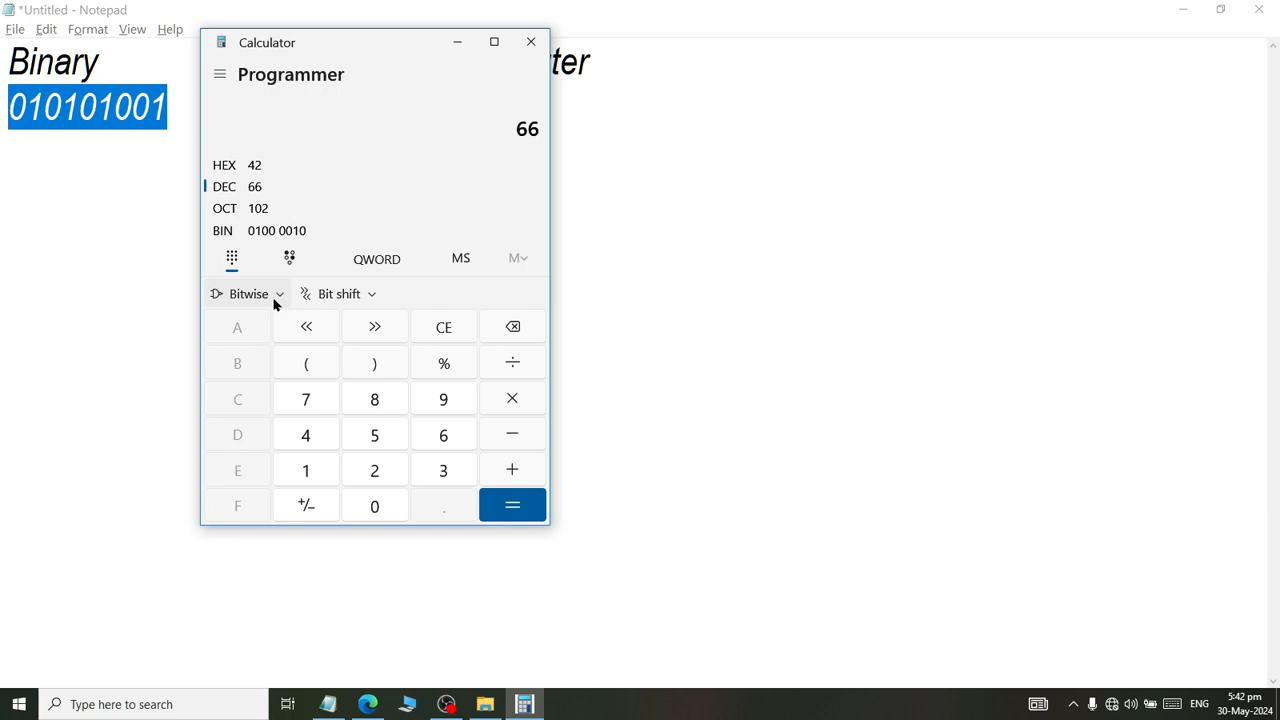 *Untitled - Notepad
File Edit Format View Help
Binary
ter
010101001
Calculator
Programmer
66
HEX 42
DEC 66
OCT 102
BIN 0100 0010
QWORD MS M
Bitwise Bit shift
A << >> CE
B ( ) % ÷
C 7 8 9 ×
D 4 5 6 −
E 1 2 3 +
F +/− 0 . =
Type here to search
ENG
5:42 pm
30-May-2024